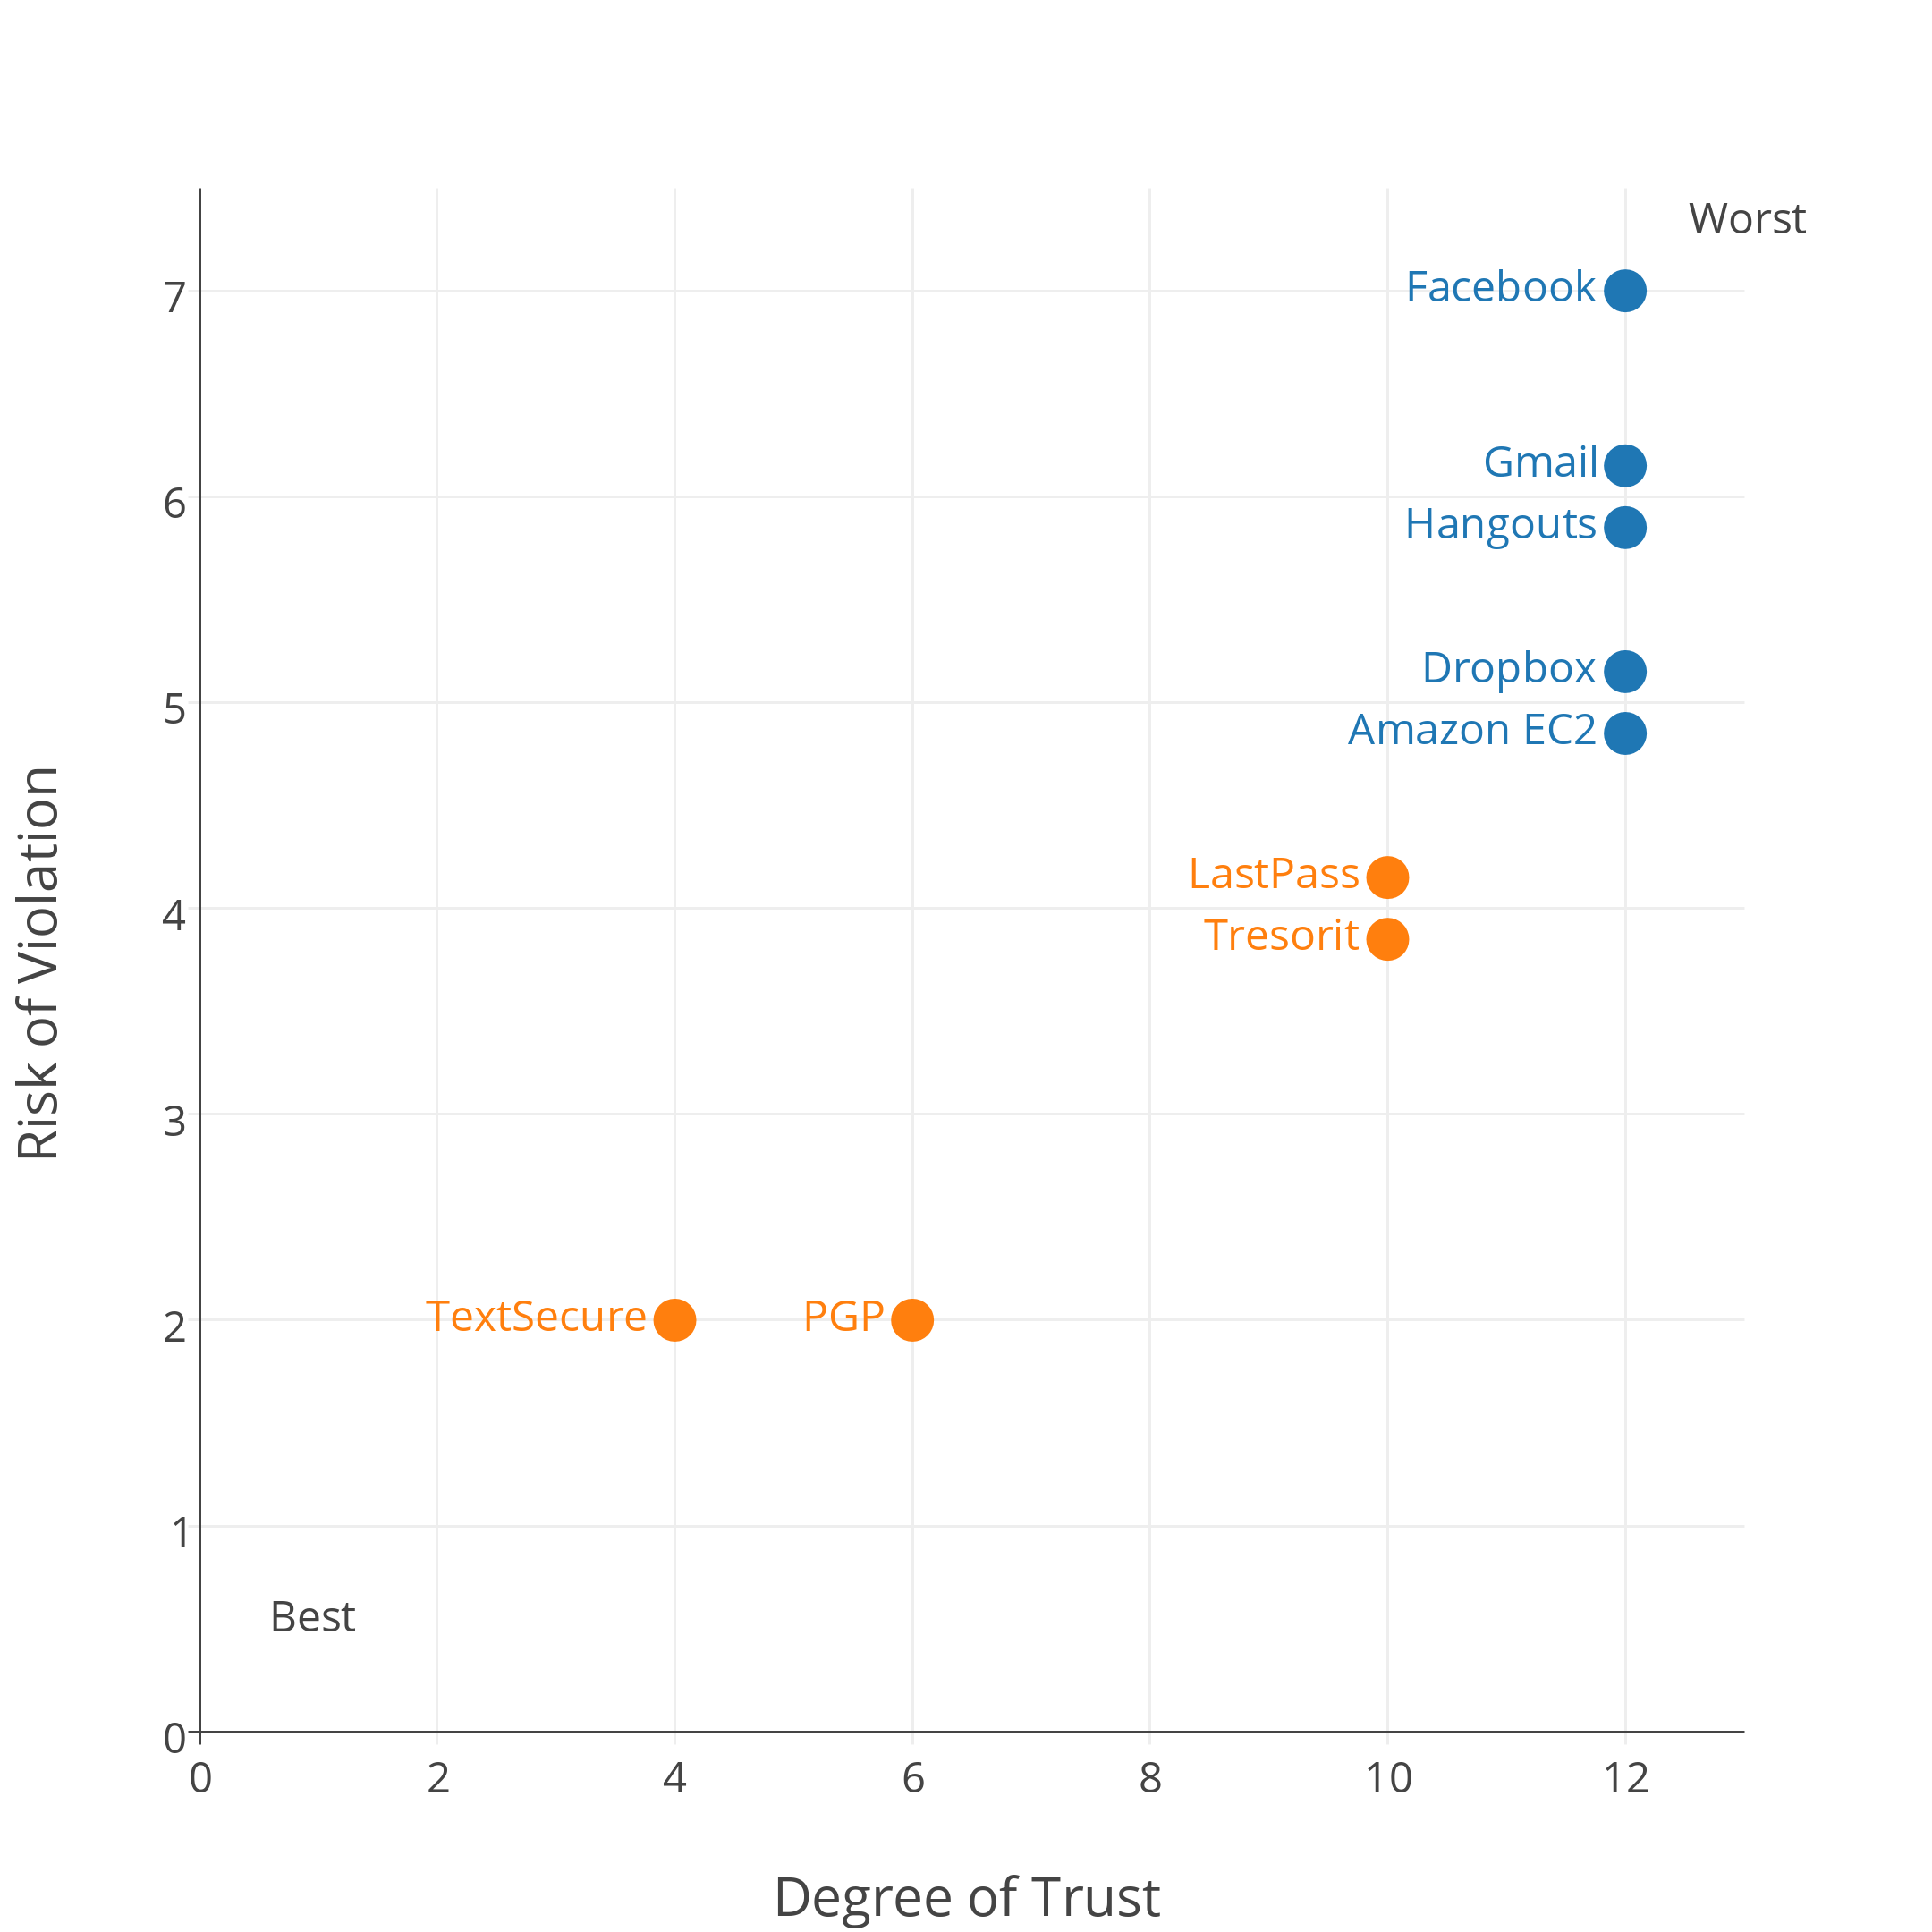 Worst
7
Facebook
Gmail
6
Hangouts
Dropbox
5
Amazon EC2
LastPass
4
Tresorit
Risk of Violation
3
TextSecure PGP
2
1
Best
0
0 2 4 6 8 10 12
Degree of Trust